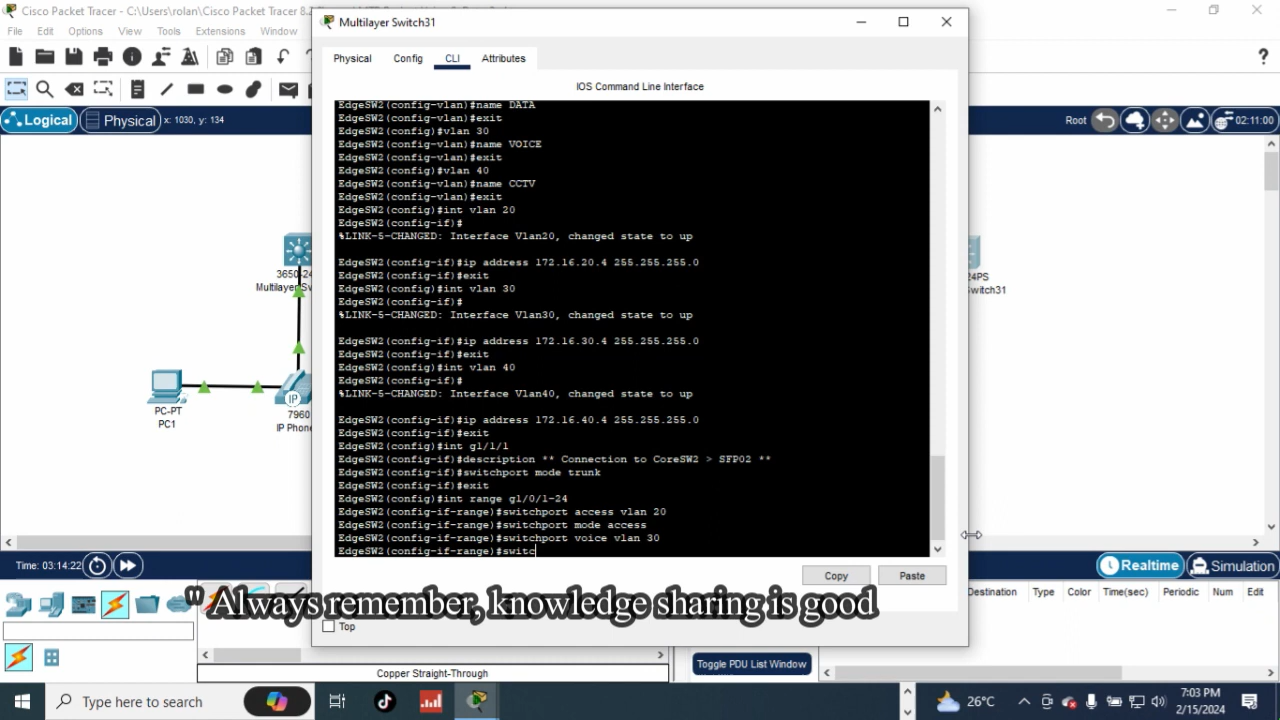 Cisco Packet Tracer - C:\Users\rolan\
Cisco Packet Tracer 8.
Multilayer Switch31
File Edit Options View Tools Extensions Window
Physical Config CLI Attributes
IOS Command Line Interface
Logical Physical x: 1030, y: 134
Root 02:11:00
EdgeSW2(config-vlan)#name DATA
EdgeSW2(config-vlan)#exit
EdgeSW2(config)#vlan 30
EdgeSW2(config-vlan)#name VOICE
EdgeSW2(config-vlan)#exit
EdgeSW2(config)#vlan 40
EdgeSW2(config-vlan)#name CCTV
EdgeSW2(config-vlan)#exit
EdgeSW2(config)#int vlan 20
EdgeSW2(config-if)#
%LINK-5-CHANGED: Interface Vlan20, changed state to up
EdgeSW2(config-if)#ip address 172.16.20.4 255.255.255.0
EdgeSW2(config-if)#exit
EdgeSW2(config)#int vlan 30
EdgeSW2(config-if)#
%LINK-5-CHANGED: Interface Vlan30, changed state to up
EdgeSW2(config-if)#ip address 172.16.30.4 255.255.255.0
EdgeSW2(config-if)#exit
EdgeSW2(config)#int vlan 40
EdgeSW2(config-if)#
%LINK-5-CHANGED: Interface Vlan40, changed state to up
EdgeSW2(config-if)#ip address 172.16.40.4 255.255.255.0
EdgeSW2(config-if)#exit
EdgeSW2(config)#int g1/1/1
EdgeSW2(config-if)#description ** Connection to CoreSW2 > SFP02 **
EdgeSW2(config-if)#switchport mode trunk
EdgeSW2(config-if)#exit
EdgeSW2(config)#int range g1/0/1-24
EdgeSW2(config-if-range)#switchport access vlan 20
EdgeSW2(config-if-range)#switchport mode access
EdgeSW2(config-if-range)#switchport voice vlan 30
EdgeSW2(config-if-range)#switc
3650-24
Multilayer Sw
24PS
witch31
PC-PT
PC1
IP
7960
IP Phone
Copy Paste
Time: 03:14:22
Realtime Simulation
" Always remember, knowledge sharing is good
Destination Type Color Time(sec) Periodic Num Edit
Top
Toggle PDU List Window
Copper Straight-Through
Type here to search
26°C
7:03 PM
2/15/2024